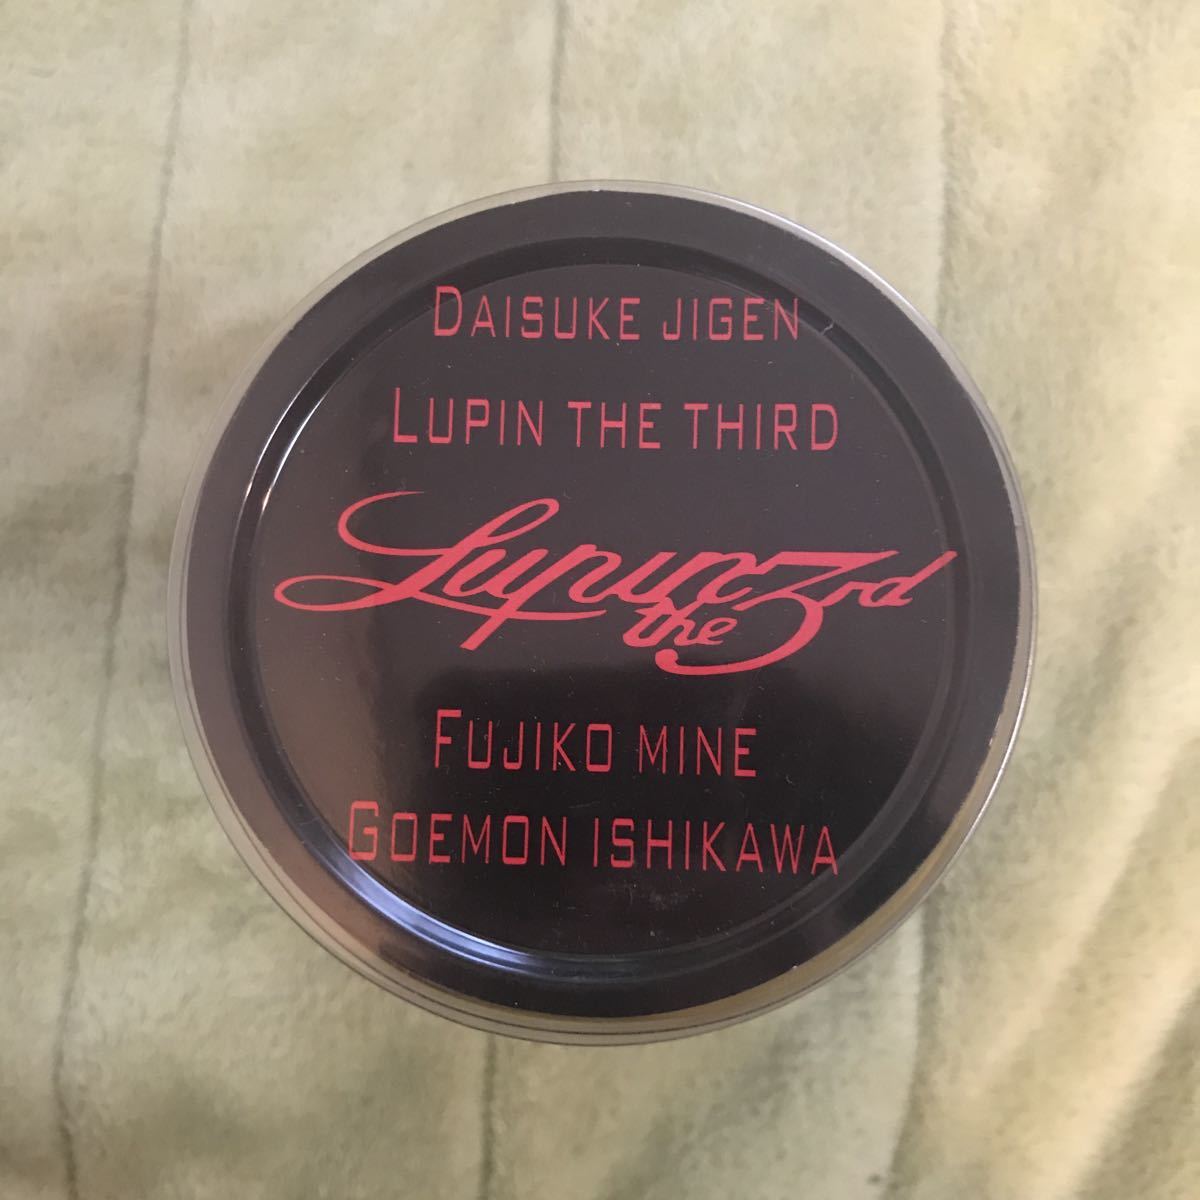 DAISUKE JIGEN
LUPIN THE THIRD
Lupin the 3rd
FUJIKO MINE
GOEMON ISHIKAWA